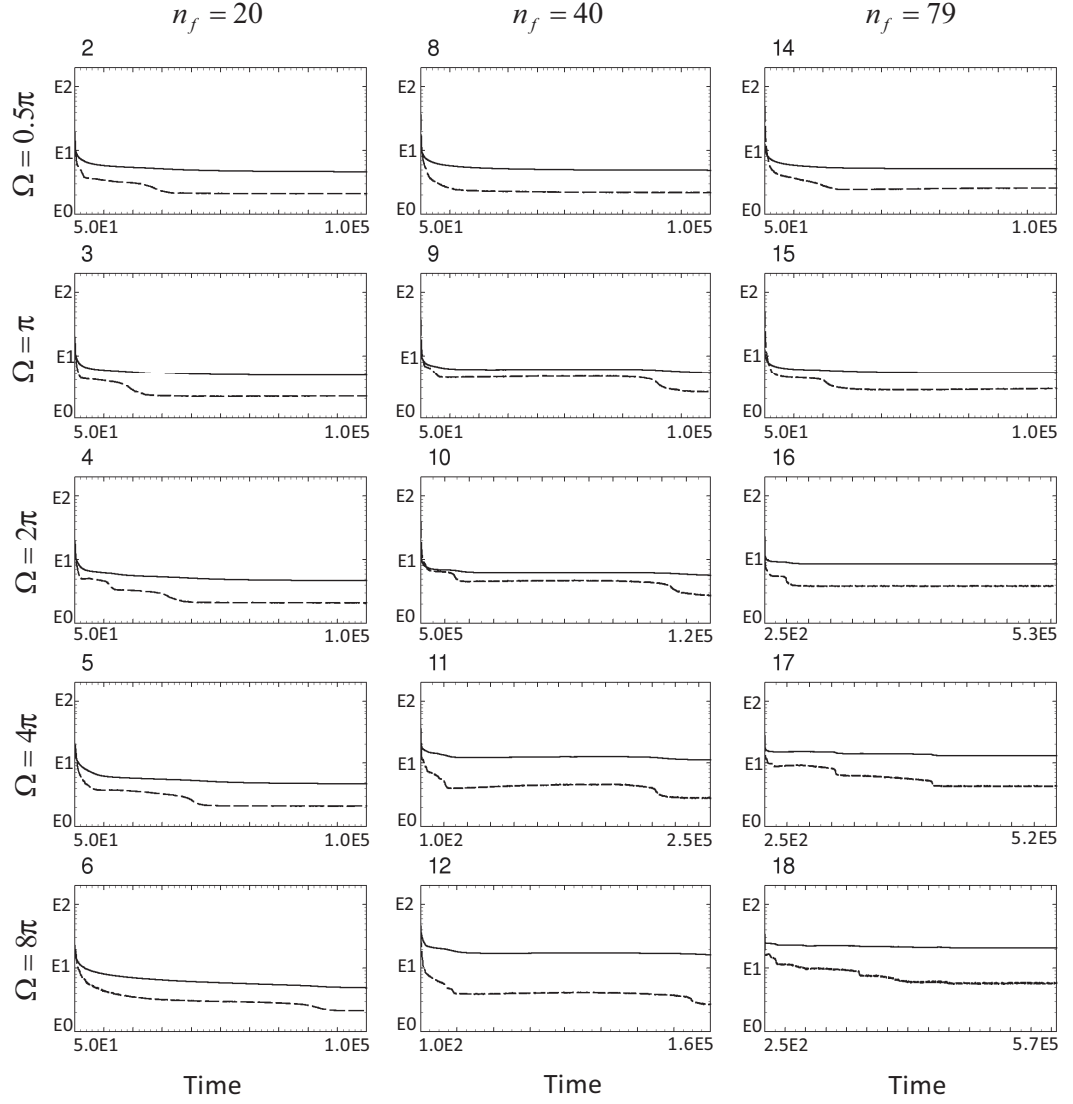 n_f = 20 n_f = 40 n_f = 79
Ω = 0.5π
2 8 14
E2 E2 E2
E1 E1 E1
E0 E0 E0
5.0E1 1.0E5 5.0E1 1.0E5 5.0E1 1.0E5
Ω = π
3 9 15
E2 E2 E2
E1 E1 E1
E0 E0 E0
5.0E1 1.0E5 5.0E1 1.0E5 5.0E1 1.0E5
Ω = 2π
4 10 16
E2 E2 E2
E1 E1 E1
E0 E0 E0
5.0E1 1.0E5 5.0E5 1.2E5 2.5E2 5.3E5
Ω = 4π
5 11 17
E2 E2 E2
E1 E1 E1
E0 E0 E0
5.0E1 1.0E5 1.0E2 2.5E5 2.5E2 5.2E5
Ω = 8π
6 12 18
E2 E2 E2
E1 E1 E1
E0 E0 E0
5.0E1 1.0E5 1.0E2 1.6E5 2.5E2 5.7E5
Time Time Time